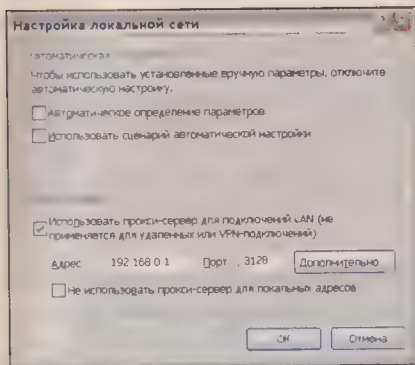 Настройка локальной сети
Автоматическая
Чтобы использовать установленные вручную параметры, отключите
автоматическую настройку.
Автоматическое определение параметров
Использовать сценарий автоматической настройки
Использовать прокси-сервер для подключений LAN (не
применяется для удаленных или VPN-подключений)
Адрес 192 168 0 1 Порт 3128 Дополнительно
Не использовать прокси-сервер для локальных адресов
ОК Отмена